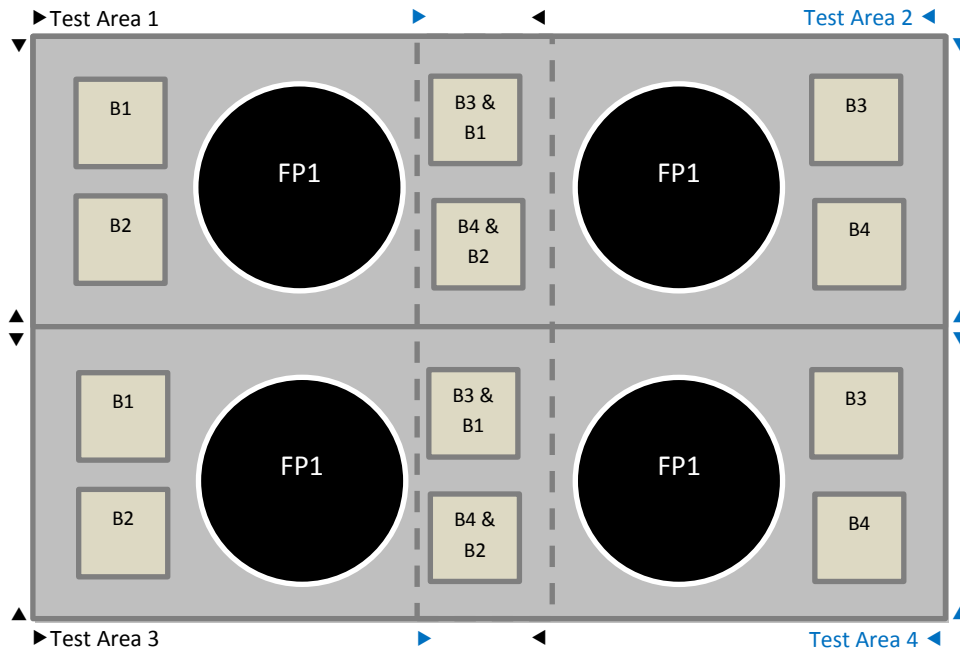 Test Area 1
Test Area 2
B1
B3 &
B1
B3
FP1
FP1
B2
B4 &
B2
B4
B1
B3 &
B1
B3
FP1
FP1
B2
B4 &
B2
B4
Test Area 3
Test Area 4